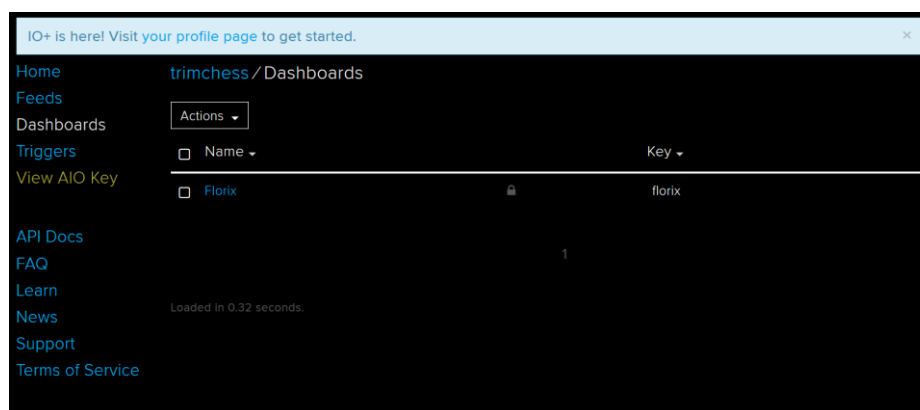 IO+ is here! Visit your profile page to get started. ×
Home
Feeds
Dashboards
Triggers
View AIO Key
API Docs
FAQ
Learn
News
Support
Terms of Service
trimchess / Dashboards
Actions
Name Key
Florix florix
1
Loaded in 0.32 seconds.